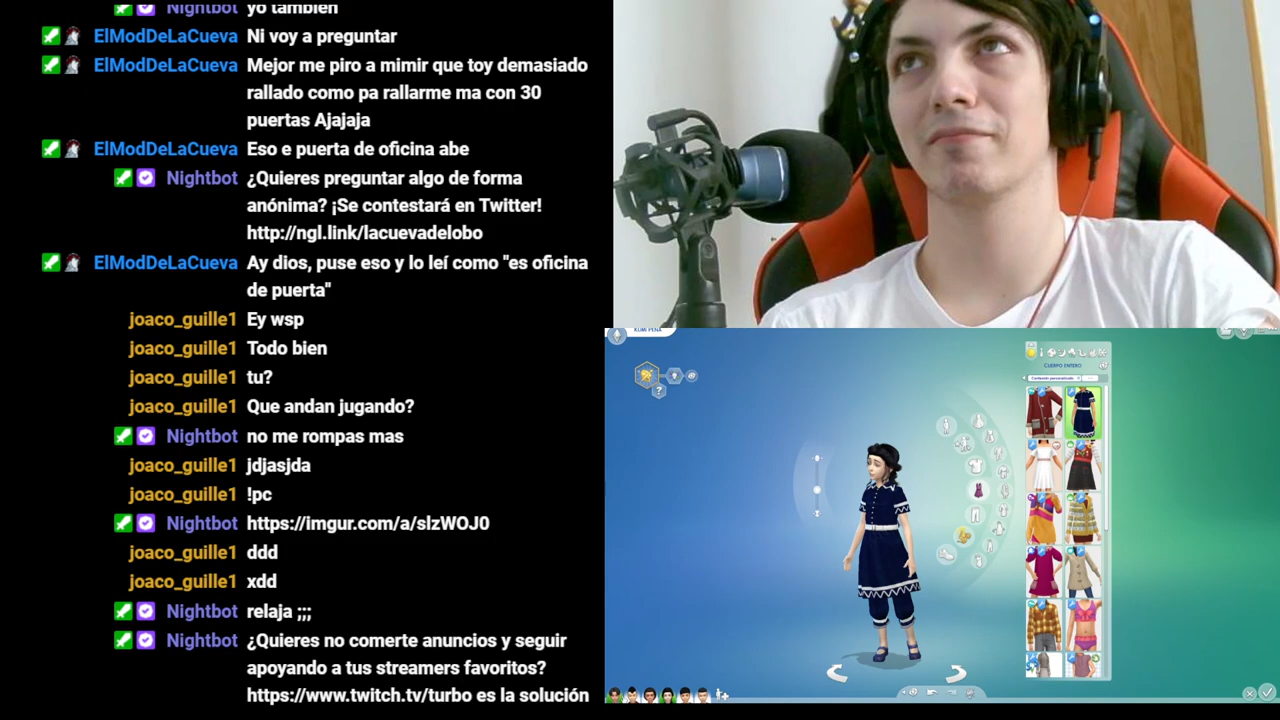 Nightbot yo también
ElModDeLaCueva Ni voy a preguntar
ElModDeLaCueva Mejor me piro a mimir que toy demasiado
rallado como pa rallarme ma con 30
puertas Ajajaja
ElModDeLaCueva Eso e puerta de oficina abe
Nightbot ¿Quieres preguntar algo de forma
anónima? ¡Se contestará en Twitter!
http://ngl.link/lacuevadelobo
ElModDeLaCueva Ay dios, puse eso y lo leí como "es oficina
de puerta"
joaco_guille1 Ey wsp
joaco_guille1 Todo bien
joaco_guille1 tu?
joaco_guille1 Que andan jugando?
Nightbot no me rompas mas
joaco_guille1 jdjasjda
joaco_guille1 !pc
Nightbot https://imgur.com/a/slzWOJ0
joaco_guille1 ddd
joaco_guille1 xdd
Nightbot relaja ;;;
Nightbot ¿Quieres no comerte anuncios y seguir
apoyando a tus streamers favoritos?
https://www.twitch.tv/turbo es la solución
CUERPO ENTERO
Contenido personalizado